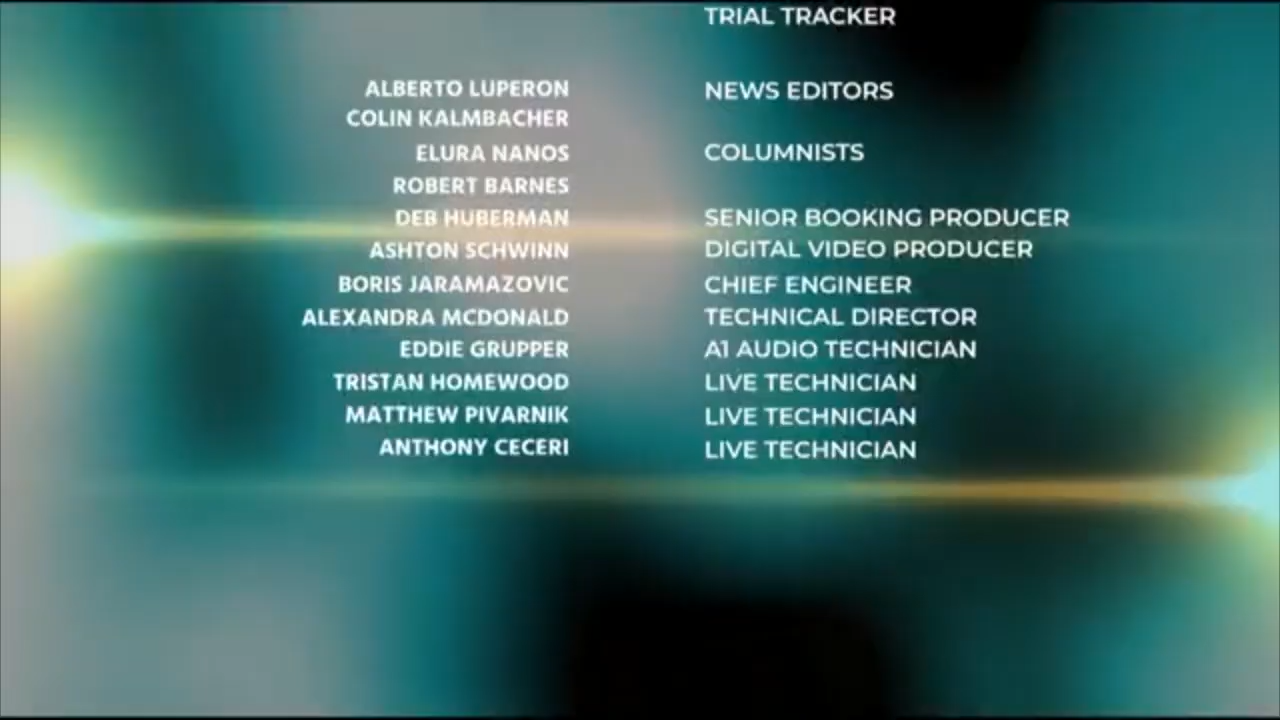 TRIAL TRACKER
ALBERTO LUPERON NEWS EDITORS
COLIN KALMBACHER
ELURA NANOS COLUMNISTS
ROBERT BARNES
DEB HUBERMAN SENIOR BOOKING PRODUCER
ASHTON SCHWINN DIGITAL VIDEO PRODUCER
BORIS JARAMAZOVIC CHIEF ENGINEER
ALEXANDRA MCDONALD TECHNICAL DIRECTOR
EDDIE GRUPPER A1 AUDIO TECHNICIAN
TRISTAN HOMEWOOD LIVE TECHNICIAN
MATTHEW PIVARNIK LIVE TECHNICIAN
ANTHONY CECERI LIVE TECHNICIAN